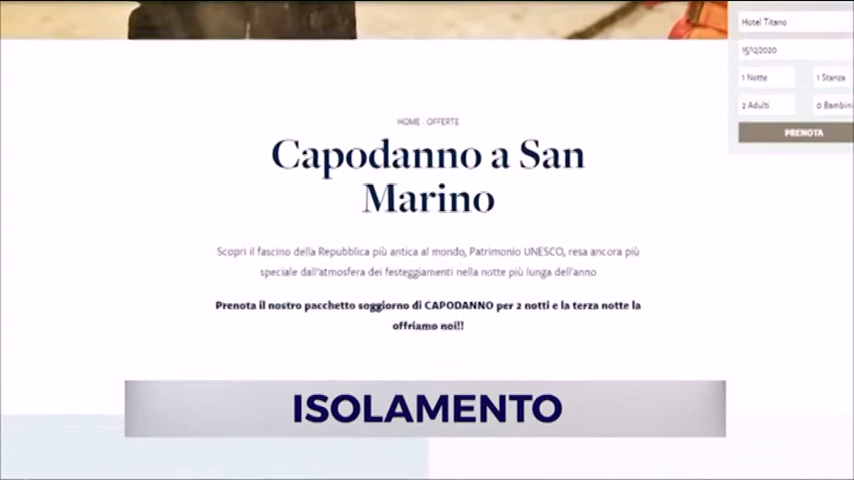 Hotel Titano
15/12/2020
1 Notte
1 Stanza
2 Adulti
0 Bambini
PRENOTA
HOME · OFFERTE
Capodanno a San
Marino
Scopri il fascino della Repubblica più antica al mondo, Patrimonio UNESCO, resa ancora più
speciale dall'atmosfera dei festeggiamenti nella notte più lunga dell'anno
Prenota il nostro pacchetto soggiorno di CAPODANNO per 2 notti e la terza notte la
offriamo noi!!
ISOLAMENTO